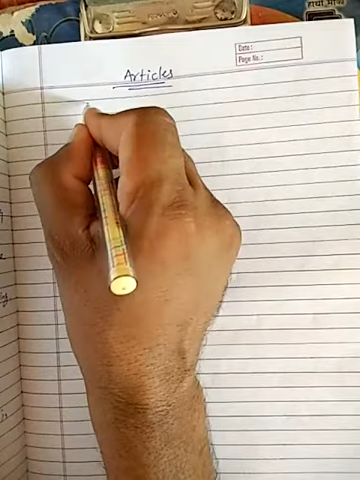 Date :
Page No. :
Articles